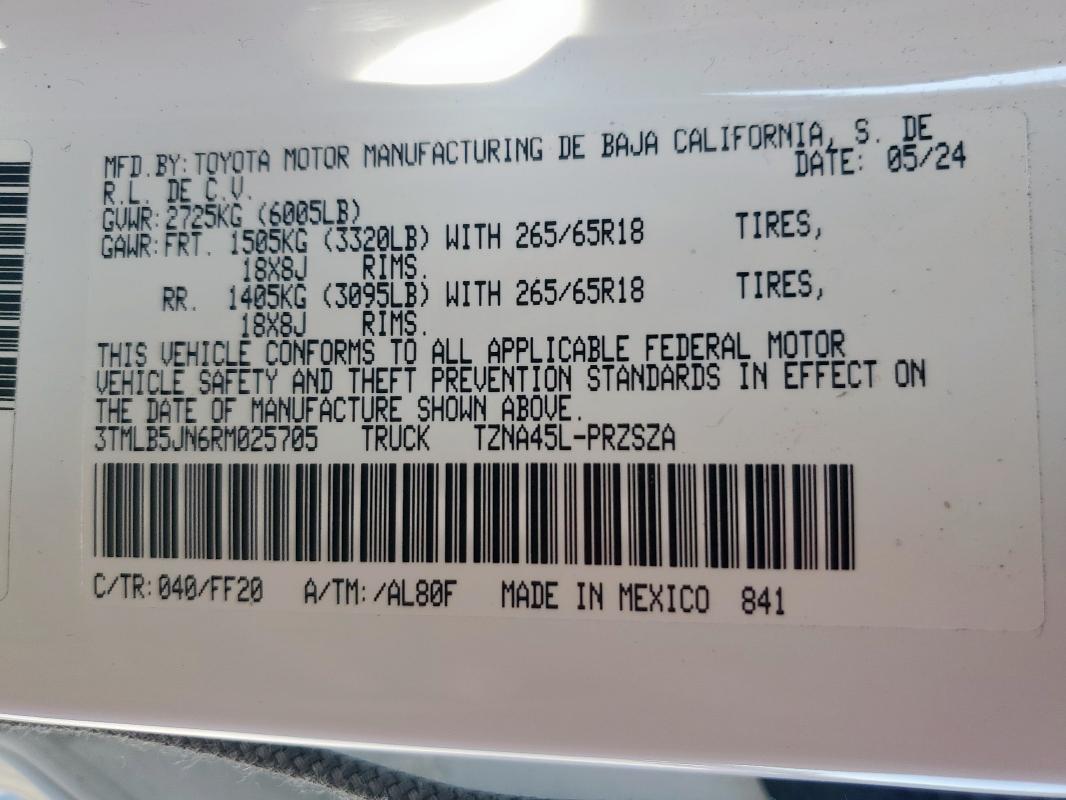 MFD.BY: TOYOTA MOTOR MANUFACTURING DE BAJA CALIFORNIA, S. DE
R.L. DE C.V. DATE: 05/24
GVWR: 2725KG (6005LB)
GAWR: FRT. 1505KG (3320LB) WITH 265/65R18 TIRES,
18X8J RIMS.
RR. 1405KG (3095LB) WITH 265/65R18 TIRES,
18X8J RIMS.
THIS VEHICLE CONFORMS TO ALL APPLICABLE FEDERAL MOTOR
VEHICLE SAFETY AND THEFT PREVENTION STANDARDS IN EFFECT ON
THE DATE OF MANUFACTURE SHOWN ABOVE.
3TMLB5JN6RM025705 TRUCK TZNA45L-PRZSZA
C/TR: 040/FF20 A/TM: /AL80F MADE IN MEXICO 841